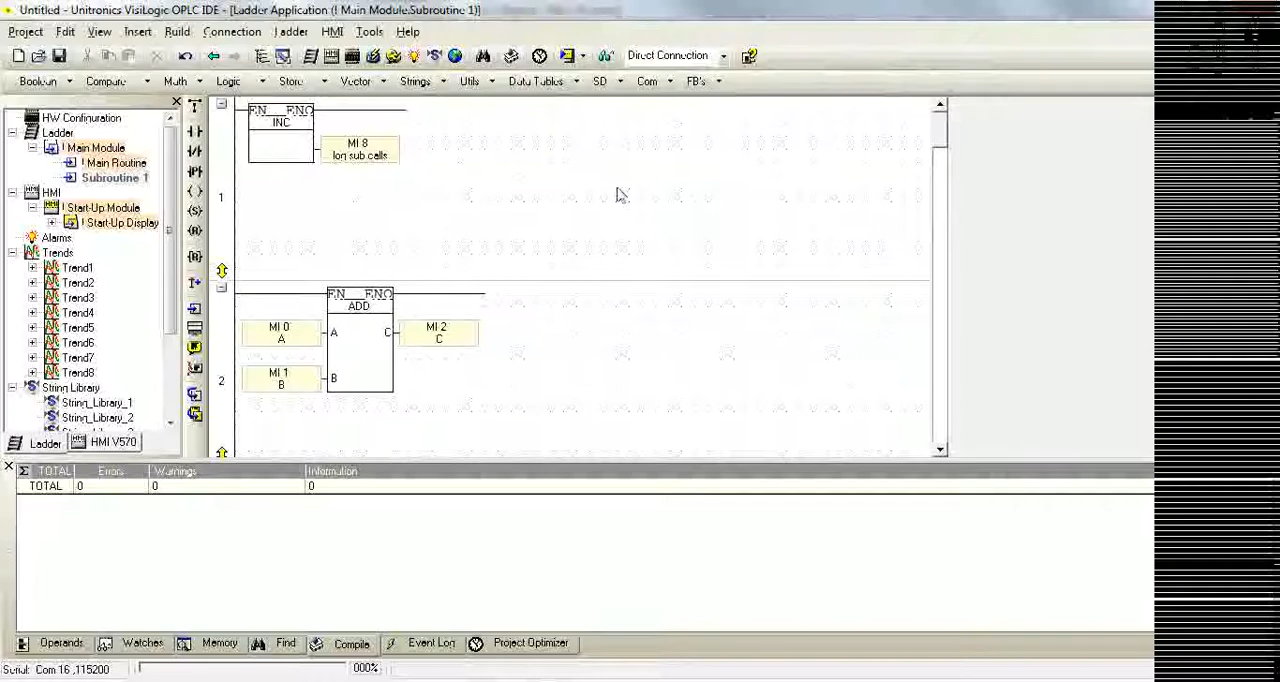 Untitled - Unitronics VisiLogic OPLC IDE - [Ladder Application (! Main Module:Subroutine 1)]
Project Edit View Insert Build Connection Ladder HMI Tools Help
Direct Connection
Boolean Compare Math Logic Store Vector Strings Utils Data Tables SD Com FB's
HW Configuration
Ladder
! Main Module
! Main Routine
Subroutine 1
HMI
! Start-Up Module
! Start-Up Display
Alarms
Trends
Trend1
Trend2
Trend3
Trend4
Trend5
Trend6
Trend7
Trend8
String Library
String_Library_1
String_Library_2
Ladder HMI V570
1
EN ENO
INC
MI 8
lon sub calls
2
EN ENO
ADD
MI 0
A
A
C
MI 2
C
MI 1
B
B
Σ TOTAL Errors Warnings Information
TOTAL 0 0 0
Operands Watches Memory Find Compile Event Log Project Optimizer
Serial: Com 16 ,115200 000%